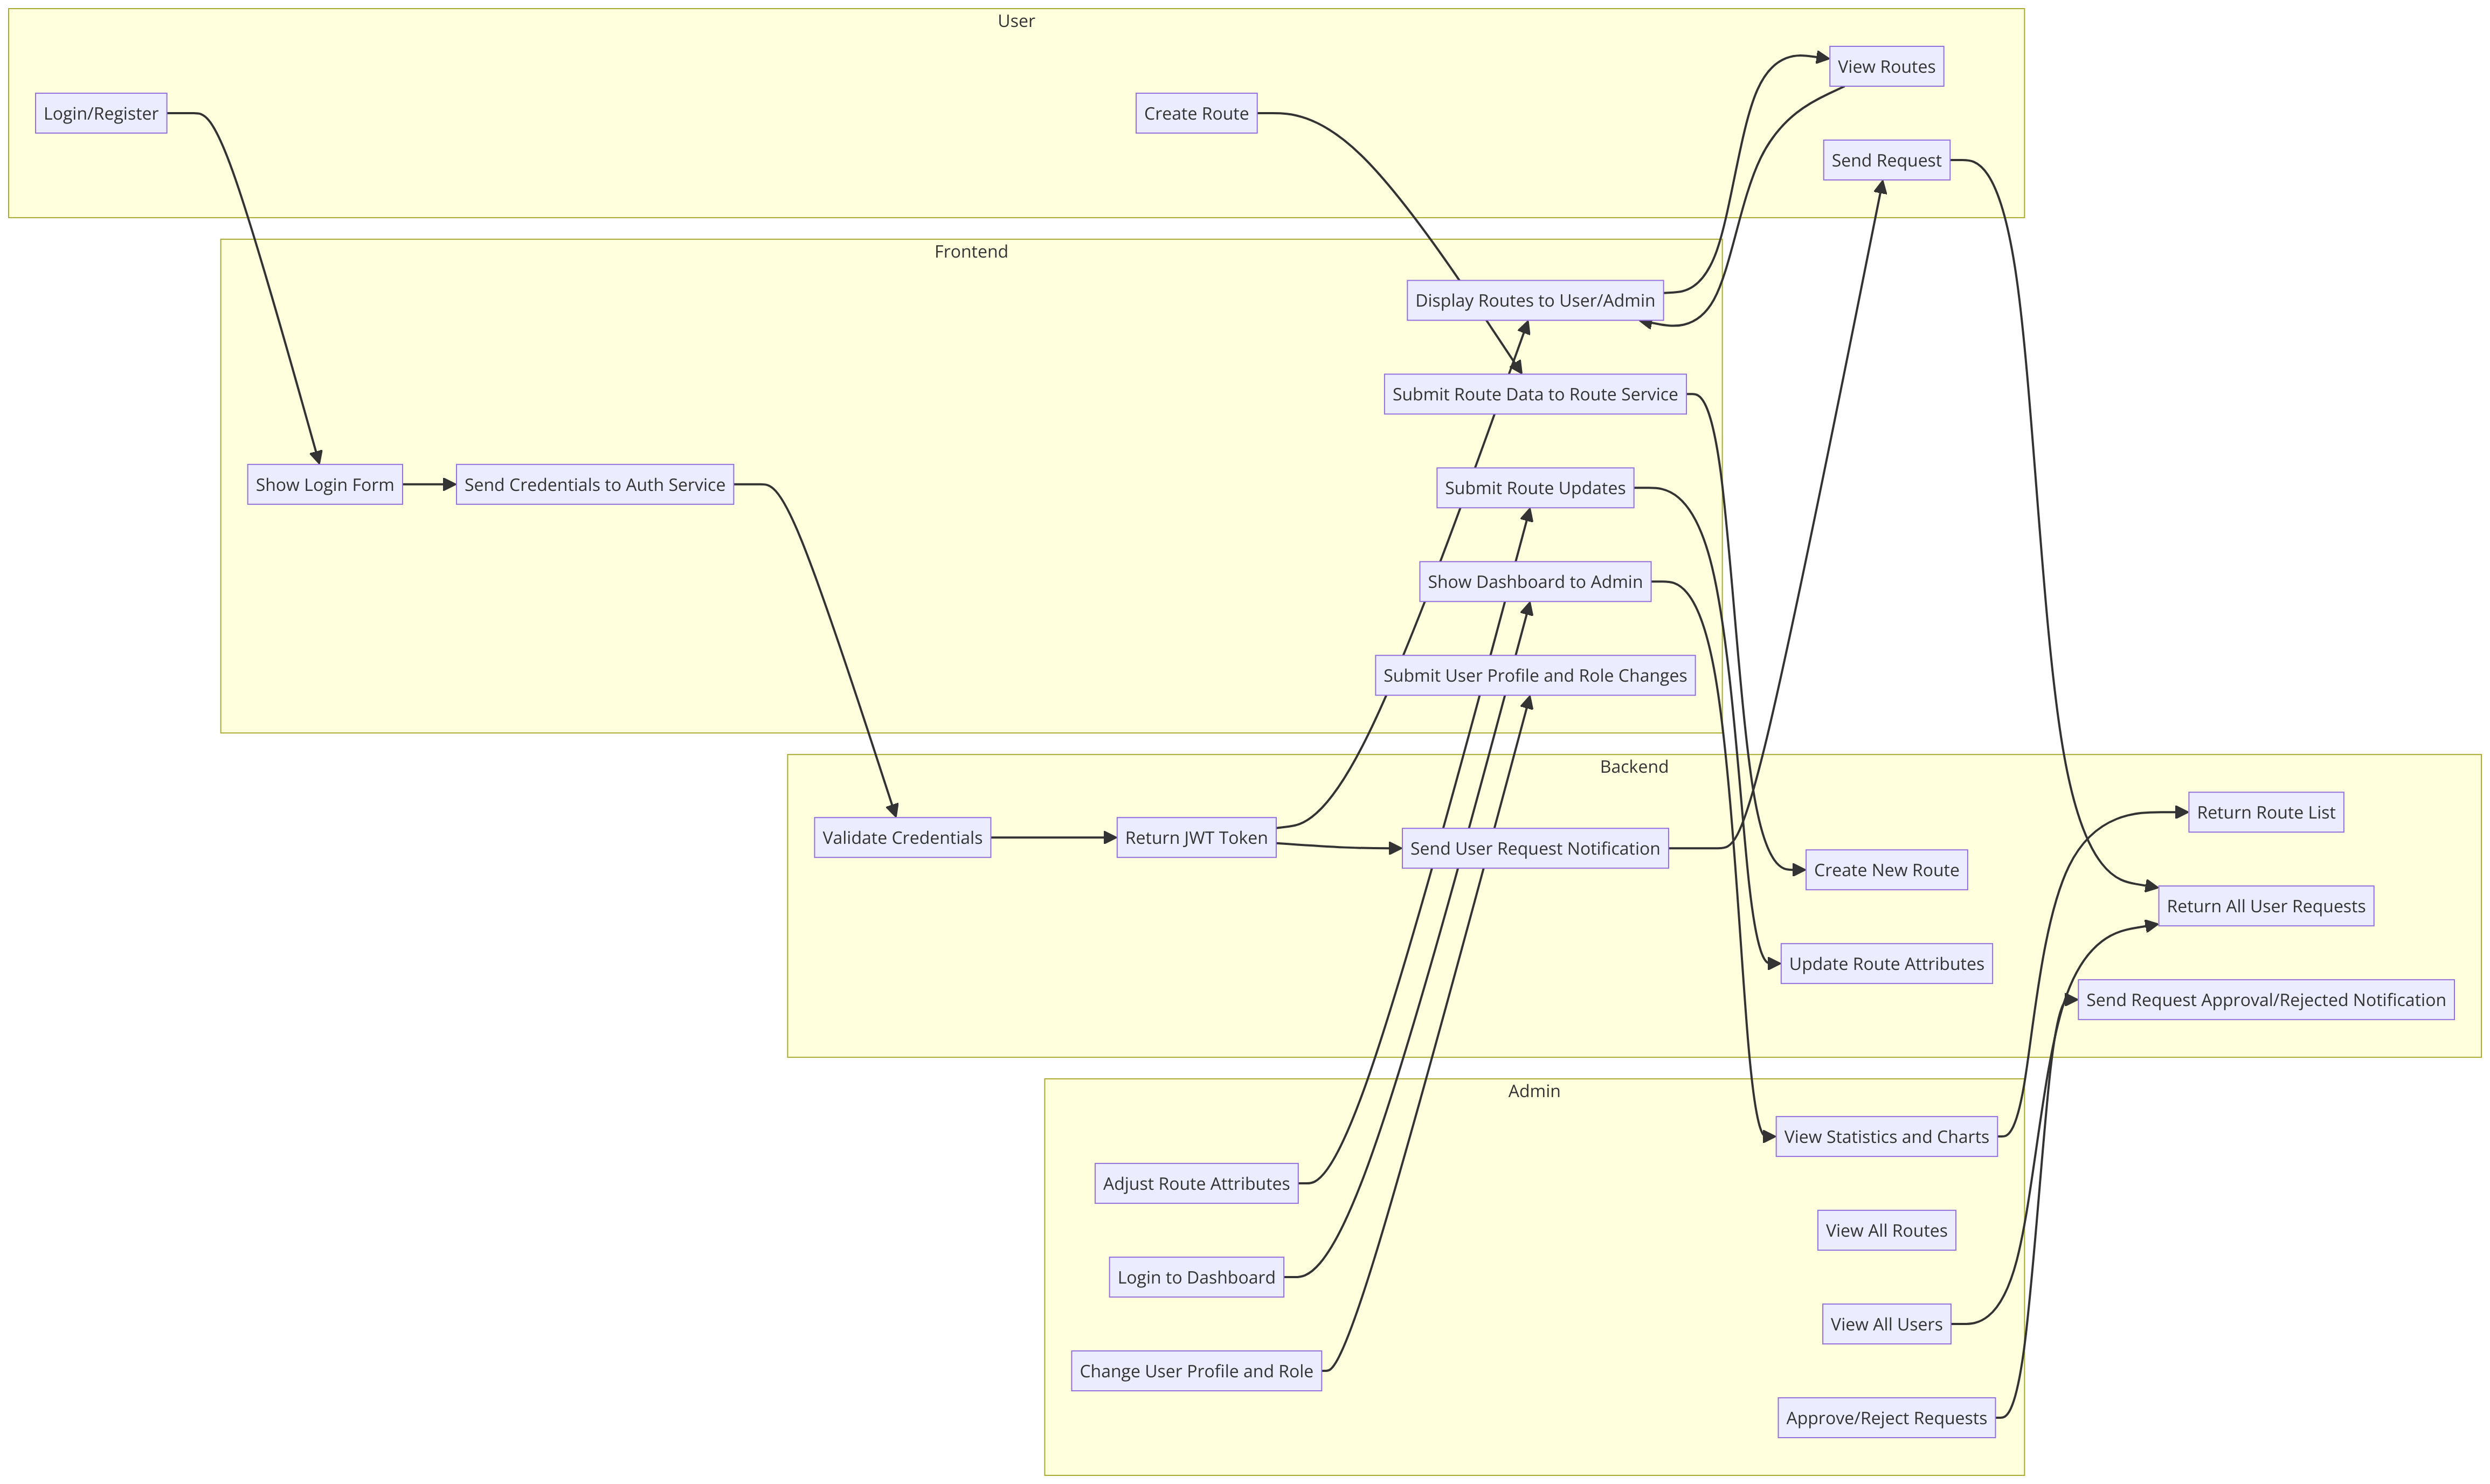 User
View Routes
Login/Register
Create Route
Send Request
Frontend
Display Routes to User/Admin
Submit Route Data to Route Service
Show Login Form
Send Credentials to Auth Service
Submit Route Updates
Show Dashboard to Admin
Submit User Profile and Role Changes
Backend
Return Route List
Validate Credentials
Return JWT Token
Send User Request Notification
Create New Route
Return All User Requests
Update Route Attributes
Send Request Approval/Rejected Notification
Admin
View Statistics and Charts
Adjust Route Attributes
View All Routes
Login to Dashboard
View All Users
Change User Profile and Role
Approve/Reject Requests